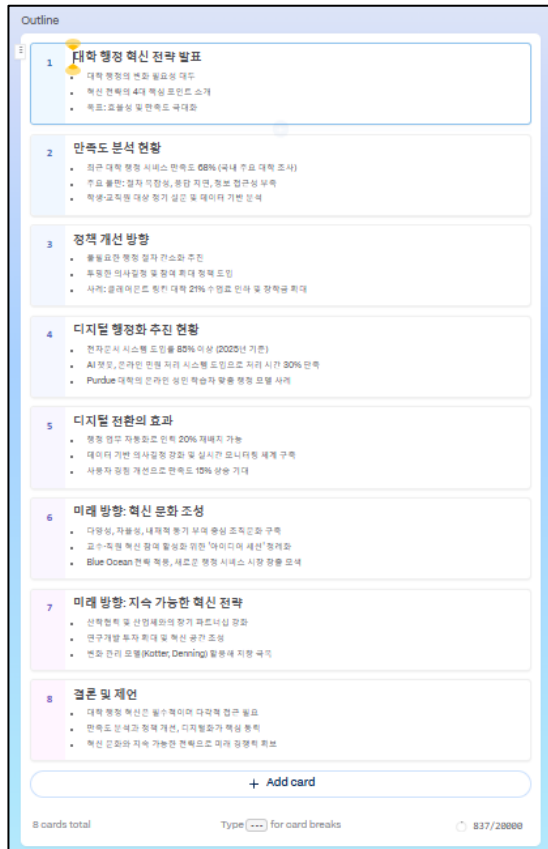 Outline
1
대학 행정 혁신 전략 발표
대학 행정의 변화 필요성 대두
혁신 전략의 4대 핵심 포인트 소개
목표: 효율성 및 만족도 극대화
2
만족도 분석 현황
최근 대학 행정 서비스 만족도 68% (국내 주요 대학 조사)
주요 불만: 절차 복잡성, 응답 지연, 정보 접근성 부족
학생·교직원 대상 정기 설문 및 데이터 기반 분석
3
정책 개선 방향
불필요한 행정 절차 간소화 추진
투명한 의사결정 및 참여 확대 정책 도입
사례: 클레어몬트 링컨 대학 21% 수업료 인하 및 장학금 확대
4
디지털 행정화 추진 현황
전자문서 시스템 도입률 85% 이상 (2025년 기준)
AI 챗봇, 온라인 민원 처리 시스템 도입으로 처리 시간 30% 단축
Purdue 대학의 온라인 성인 학습자 맞춤 행정 모델 사례
5
디지털 전환의 효과
행정 업무 자동화로 인력 20% 재배치 가능
데이터 기반 의사결정 강화 및 실시간 모니터링 체계 구축
사용자 경험 개선으로 만족도 15% 상승 기대
6
미래 방향: 혁신 문화 조성
다양성, 자율성, 내재적 동기 부여 중심 조직문화 구축
교수·직원 혁신 참여 활성화 위한 '아이디어 세션' 정례화
Blue Ocean 전략 적용, 새로운 행정 서비스 시장 창출 모색
7
미래 방향: 지속 가능한 혁신 전략
산학협력 및 산업체와의 장기 파트너십 강화
연구개발 투자 확대 및 혁신 공간 조성
변화 관리 모델(Kotter, Denning) 활용해 저항 극복
8
결론 및 제언
대학 행정 혁신은 필수적이며 다각적 접근 필요
만족도 분석과 정책 개선, 디지털화가 핵심 동력
혁신 문화와 지속 가능한 전략으로 미래 경쟁력 확보
+ Add card
8 cards total
Type --- for card breaks
837/20000